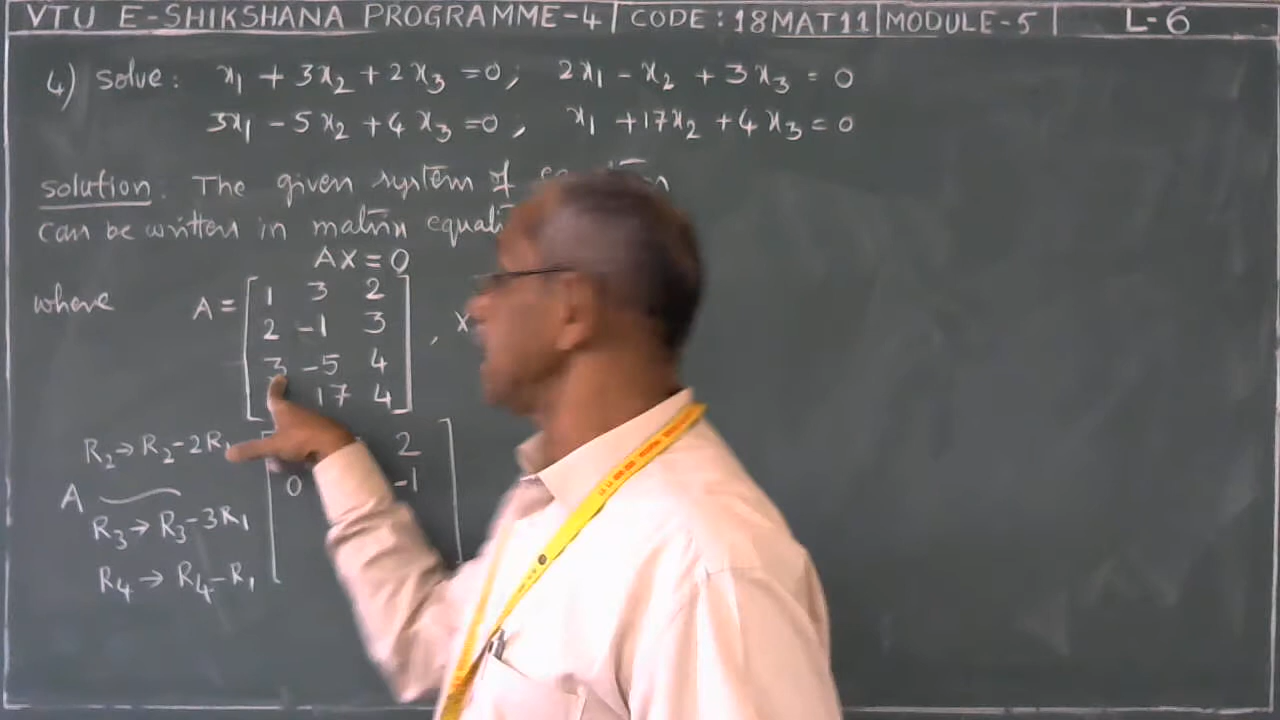 VTU E-SHIKSHANA PROGRAMME-4 | CODE : 18MAT11 | MODULE-5 | L-6
4) Solve : x₁ + 3x₂ + 2x₃ = 0 ; 2x₁ - x₂ + 3x₃ = 0
3x₁ - 5x₂ + 4x₃ = 0 ; x₁ + 17x₂ + 4x₃ = 0
Solution. The given system of
can be written in matrix
AX = 0
where A = [ 1 3 2
2 -1 3
3 -5 4
17 4 ] , X
R₂→R₂-2R₁ 2
A 0 -1
R₃→R₃-3R₁
R₄→R₄-R₁